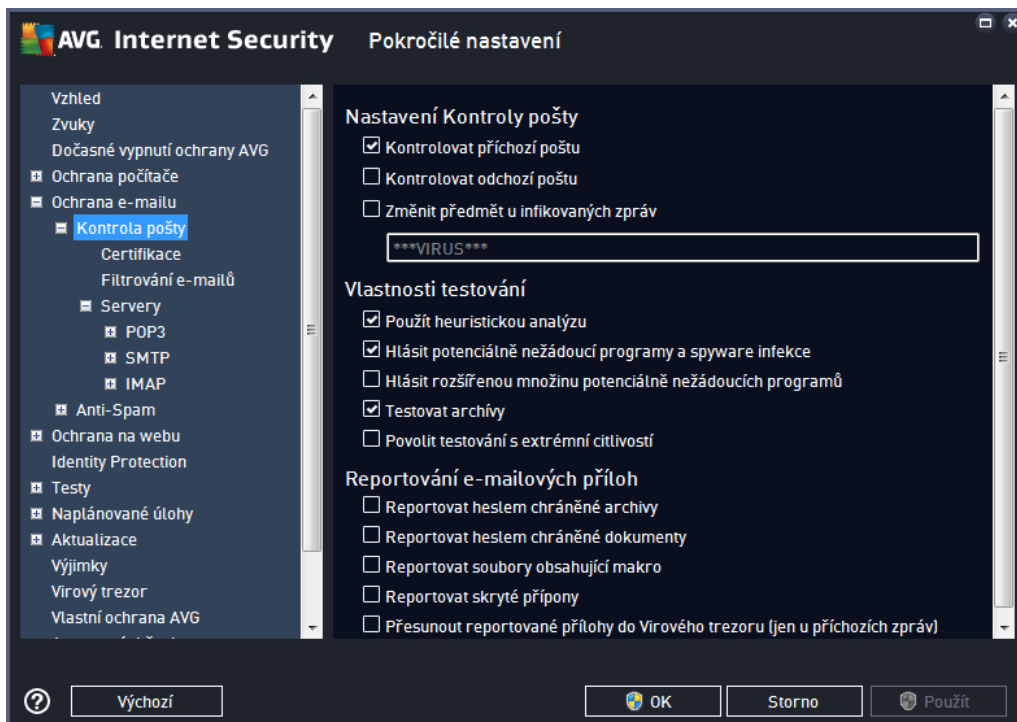 AVG. Internet Security Pokročilé nastavení
Vzhled
Zvuky
Dočasné vypnutí ochrany AVG
Ochrana počítače
Ochrana e-mailu
Kontrola pošty
Certifikace
Filtrování e-mailů
Servery
POP3
SMTP
IMAP
Anti-Spam
Ochrana na webu
Identity Protection
Testy
Naplánované úlohy
Aktualizace
Výjimky
Virový trezor
Vlastní ochrana AVG
Nastavení Kontroly pošty
Kontrolovat příchozí poštu
Kontrolovat odchozí poštu
Změnit předmět u infikovaných zpráv
***VIRUS***
Vlastnosti testování
Použít heuristickou analýzu
Hlásit potenciálně nežádoucí programy a spyware infekce
Hlásit rozšířenou množinu potenciálně nežádoucích programů
Testovat archívy
Povolit testování s extrémní citlivostí
Reportování e-mailových příloh
Reportovat heslem chráněné archivy
Reportovat heslem chráněné dokumenty
Reportovat soubory obsahující makro
Reportovat skryté přípony
Přesunout reportované přílohy do Virového trezoru (jen u příchozích zpráv)
Výchozí
OK
Storno
Použít